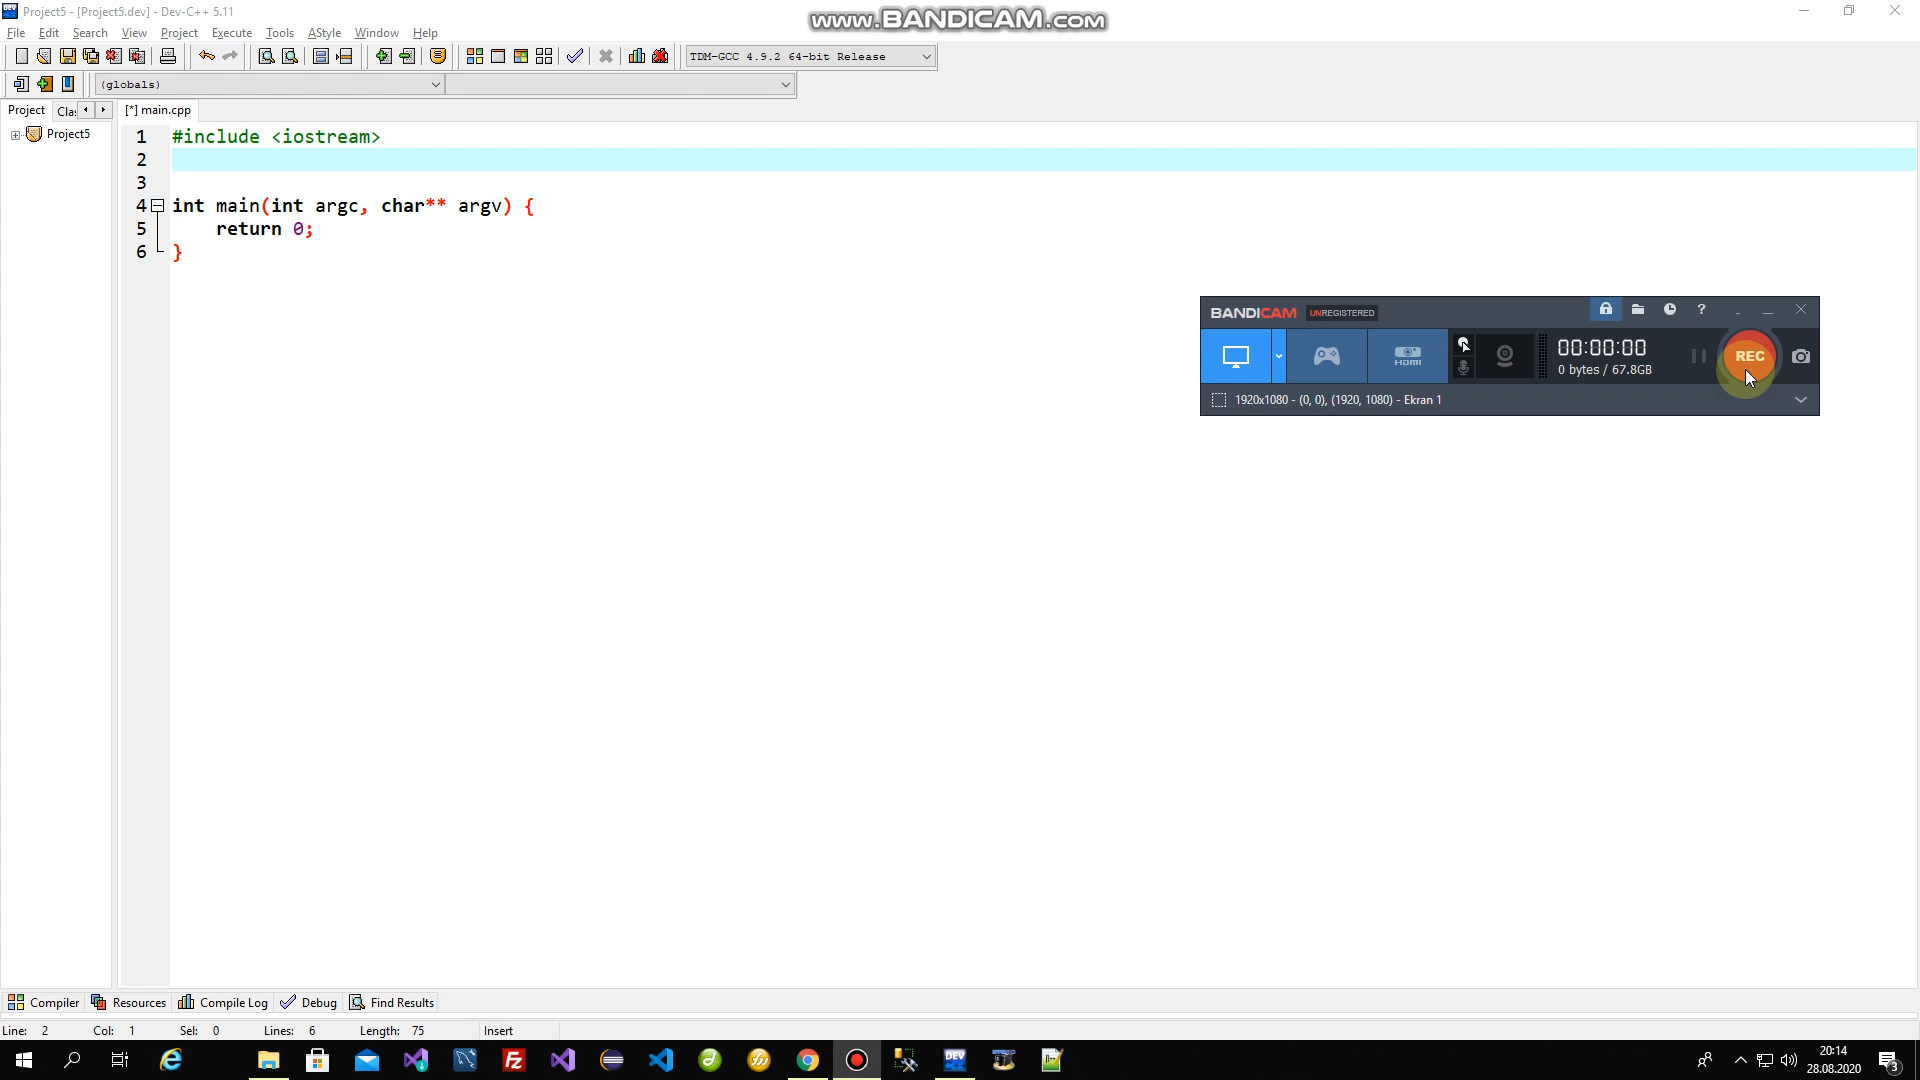 Project5 - [Project5.dev] - Dev-C++ 5.11
www.BANDICAM.com
File Edit Search View Project Execute Tools AStyle Window Help
TDM-GCC 4.9.2 64-bit Release
(globals)
Project Cla
[*] main.cpp
Project5
1 #include <iostream>
2
3
4 int main(int argc, char** argv) {
5 return 0;
6 }
BANDICAM UNREGISTERED
?
HDMI
00:00:00
0 bytes / 67.8GB
REC
1920x1080 - (0, 0), (1920, 1080) - Ekran 1
Compiler Resources Compile Log Debug Find Results
Line: 2 Col: 1 Sel: 0 Lines: 6 Length: 75 Insert
DEV
20:14
28.08.2020
3